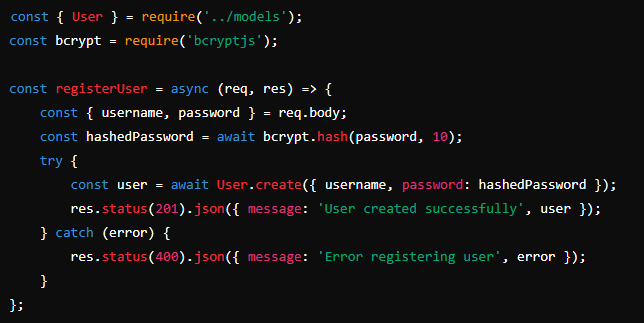 const { User } = require('../models');
const bcrypt = require('bcryptjs');

const registerUser = async (req, res) => {
    const { username, password } = req.body;
    const hashedPassword = await bcrypt.hash(password, 10);
    try {
        const user = await User.create({ username, password: hashedPassword });
        res.status(201).json({ message: 'User created successfully', user });
    } catch (error) {
        res.status(400).json({ message: 'Error registering user', error });
    }
};